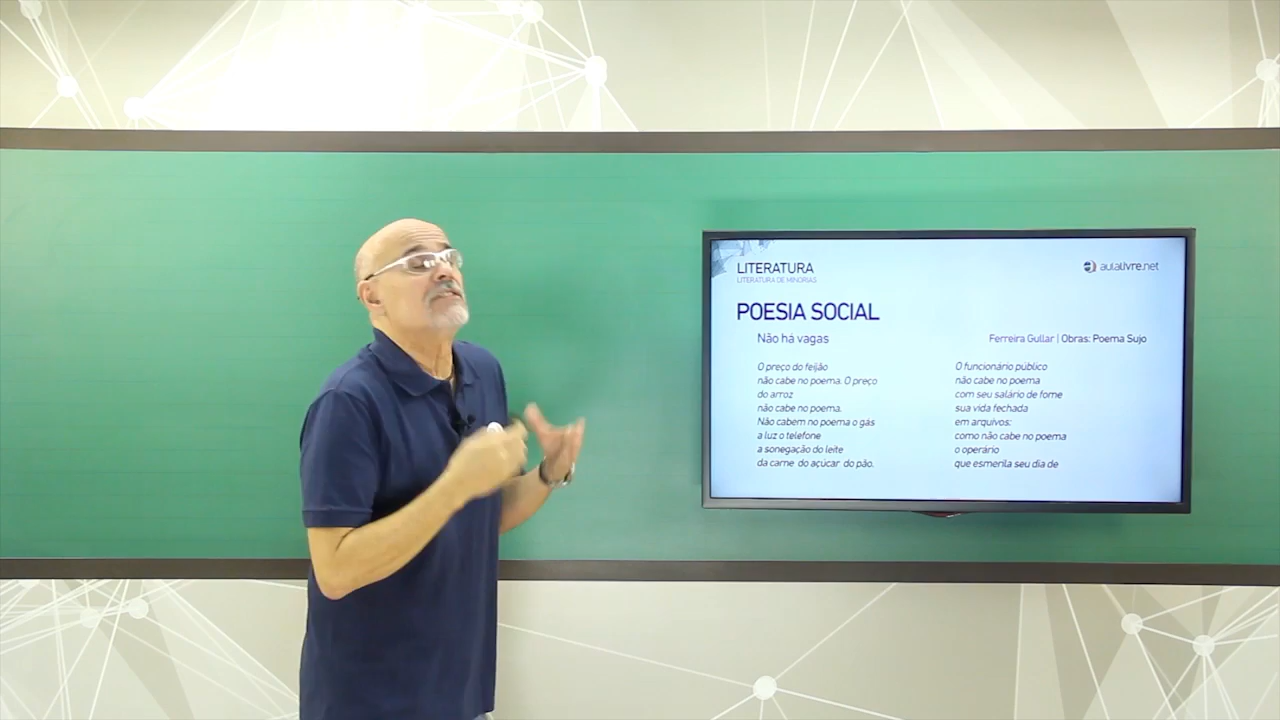 LITERATURA
LITERATURA DE MINORIAS
aulalivre.net
POESIA SOCIAL
Não há vagas
Ferreira Gullar | Obras: Poema Sujo
O preço do feijão
não cabe no poema. O preço
do arroz
não cabe no poema.
Não cabem no poema o gás
a luz o telefone
a sonegação do leite
da carne do açúcar do pão.
O funcionário público
não cabe no poema
com seu salário de fome
sua vida fechada
em arquivos:
como não cabe no poema
o operário
que esmerila seu dia de